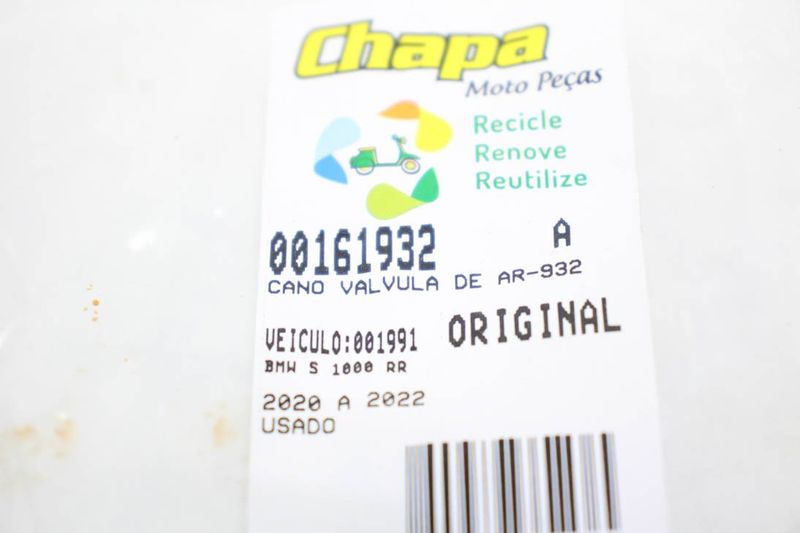 Chapa
Moto Peças
Recicle
Renove
Reutilize
00161932 A
CANO VALVULA DE AR-932
VEICULO:001991 ORIGINAL
BMW S 1000 RR
2020 A 2022
USADO